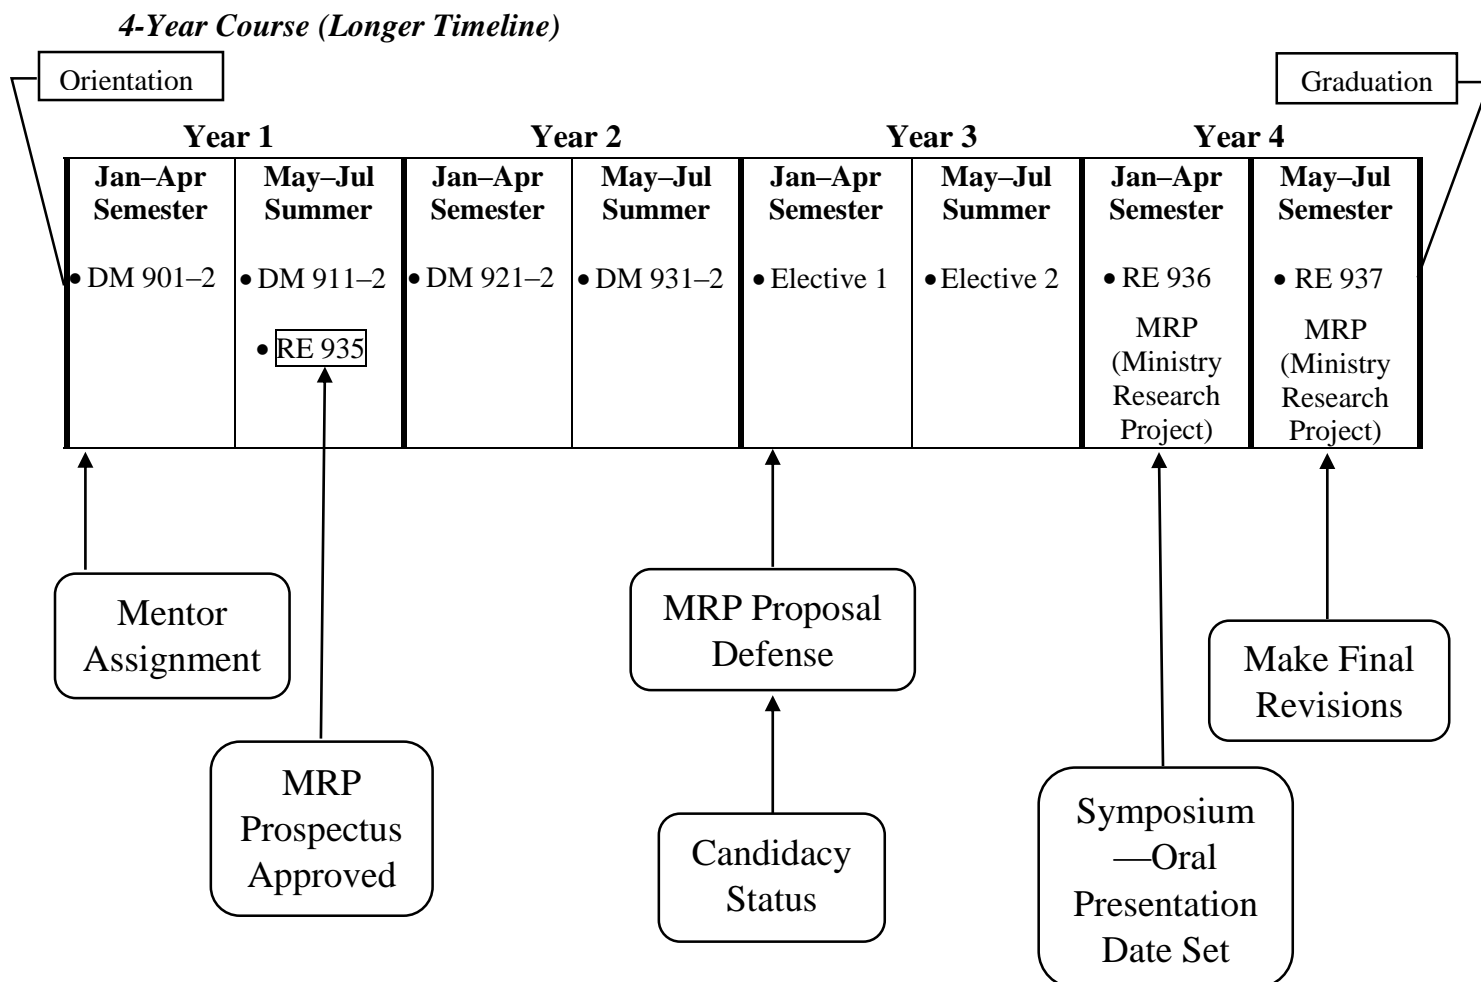 4-Year Course (Longer Timeline)
Orientation
Graduation
Year 1
Year 2
Year 3
Year 4
Jan–Apr
Semester
May–Jul
Summer
Jan–Apr
Semester
May–Jul
Summer
Jan–Apr
Semester
May–Jul
Summer
Jan–Apr
Semester
May–Jul
Semester
• DM 901–2
• DM 911–2
• DM 921–2
• DM 931–2
• Elective 1
• Elective 2
• RE 936
• RE 937
• RE 935
MRP
(Ministry
Research
Project)
MRP
(Ministry
Research
Project)
Mentor
Assignment
MRP
Prospectus
Approved
MRP Proposal
Defense
Candidacy
Status
Symposium
—Oral
Presentation
Date Set
Make Final
Revisions